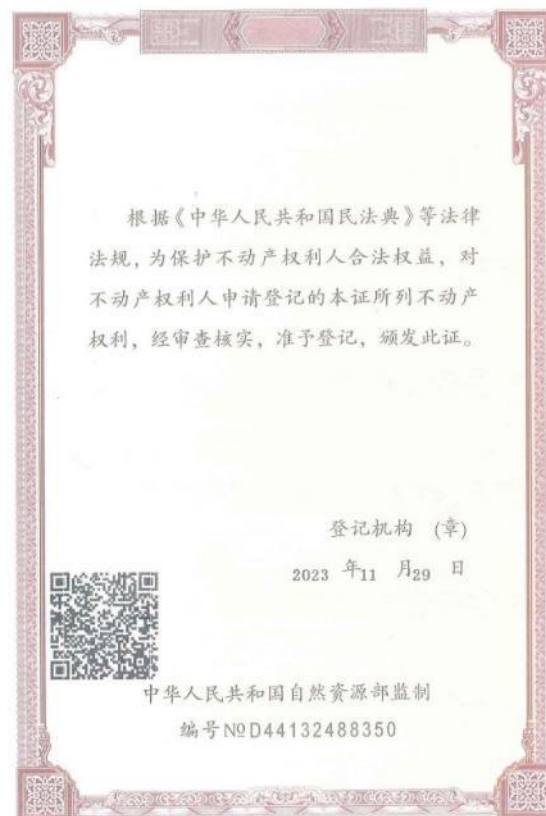 根据《中华人民共和国民法典》等法律
法规，为保护不动产权利人合法权益，对
不动产权利人申请登记的本证所列不动产
权利，经审查核实，准予登记，颁发此证。
登记机构 (章)
2023 年11 月29 日
中华人民共和国自然资源部监制
编号№D44132488350